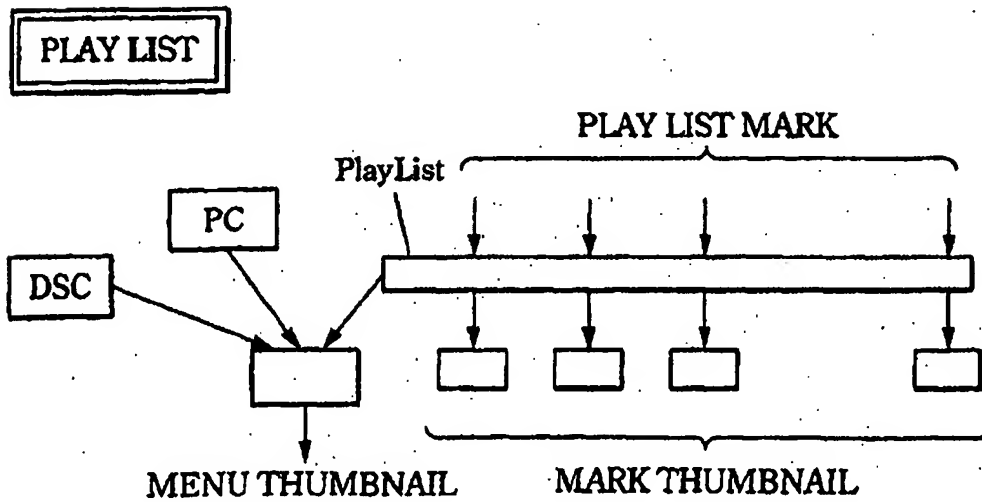 PLAY LIST
PLAY LIST MARK
PlayList
PC
DSC
MENU THUMBNAIL
MARK THUMBNAIL